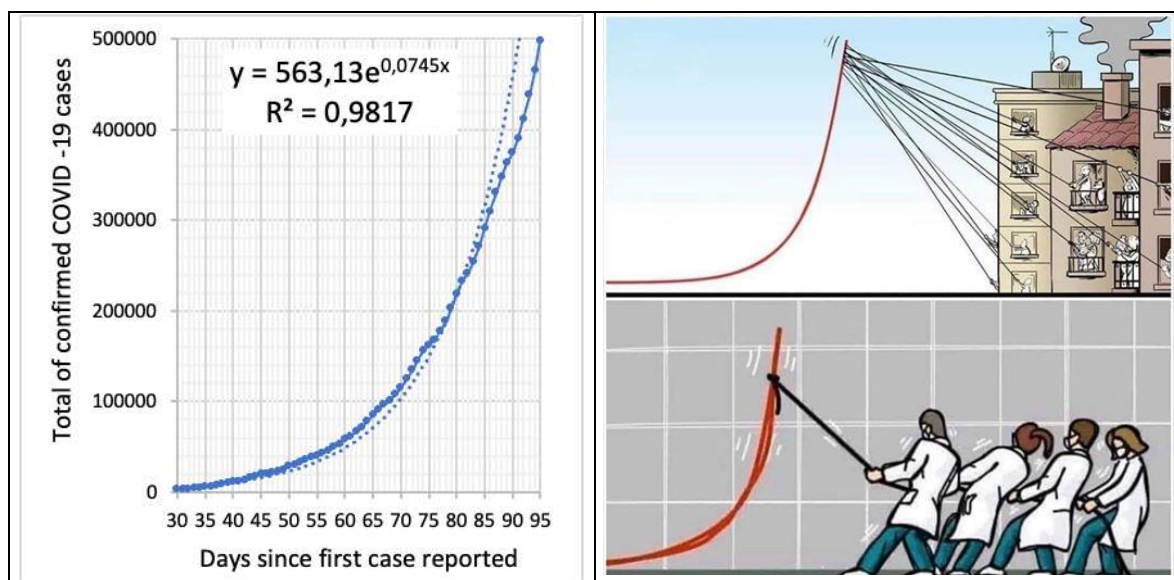 500000
400000
300000
200000
100000
0
Total of confirmed COVID -19 cases
y = 563,13e^0,0745x
R² = 0,9817
30 35 40 45 50 55 60 65 70 75 80 85 90 95
Days since first case reported